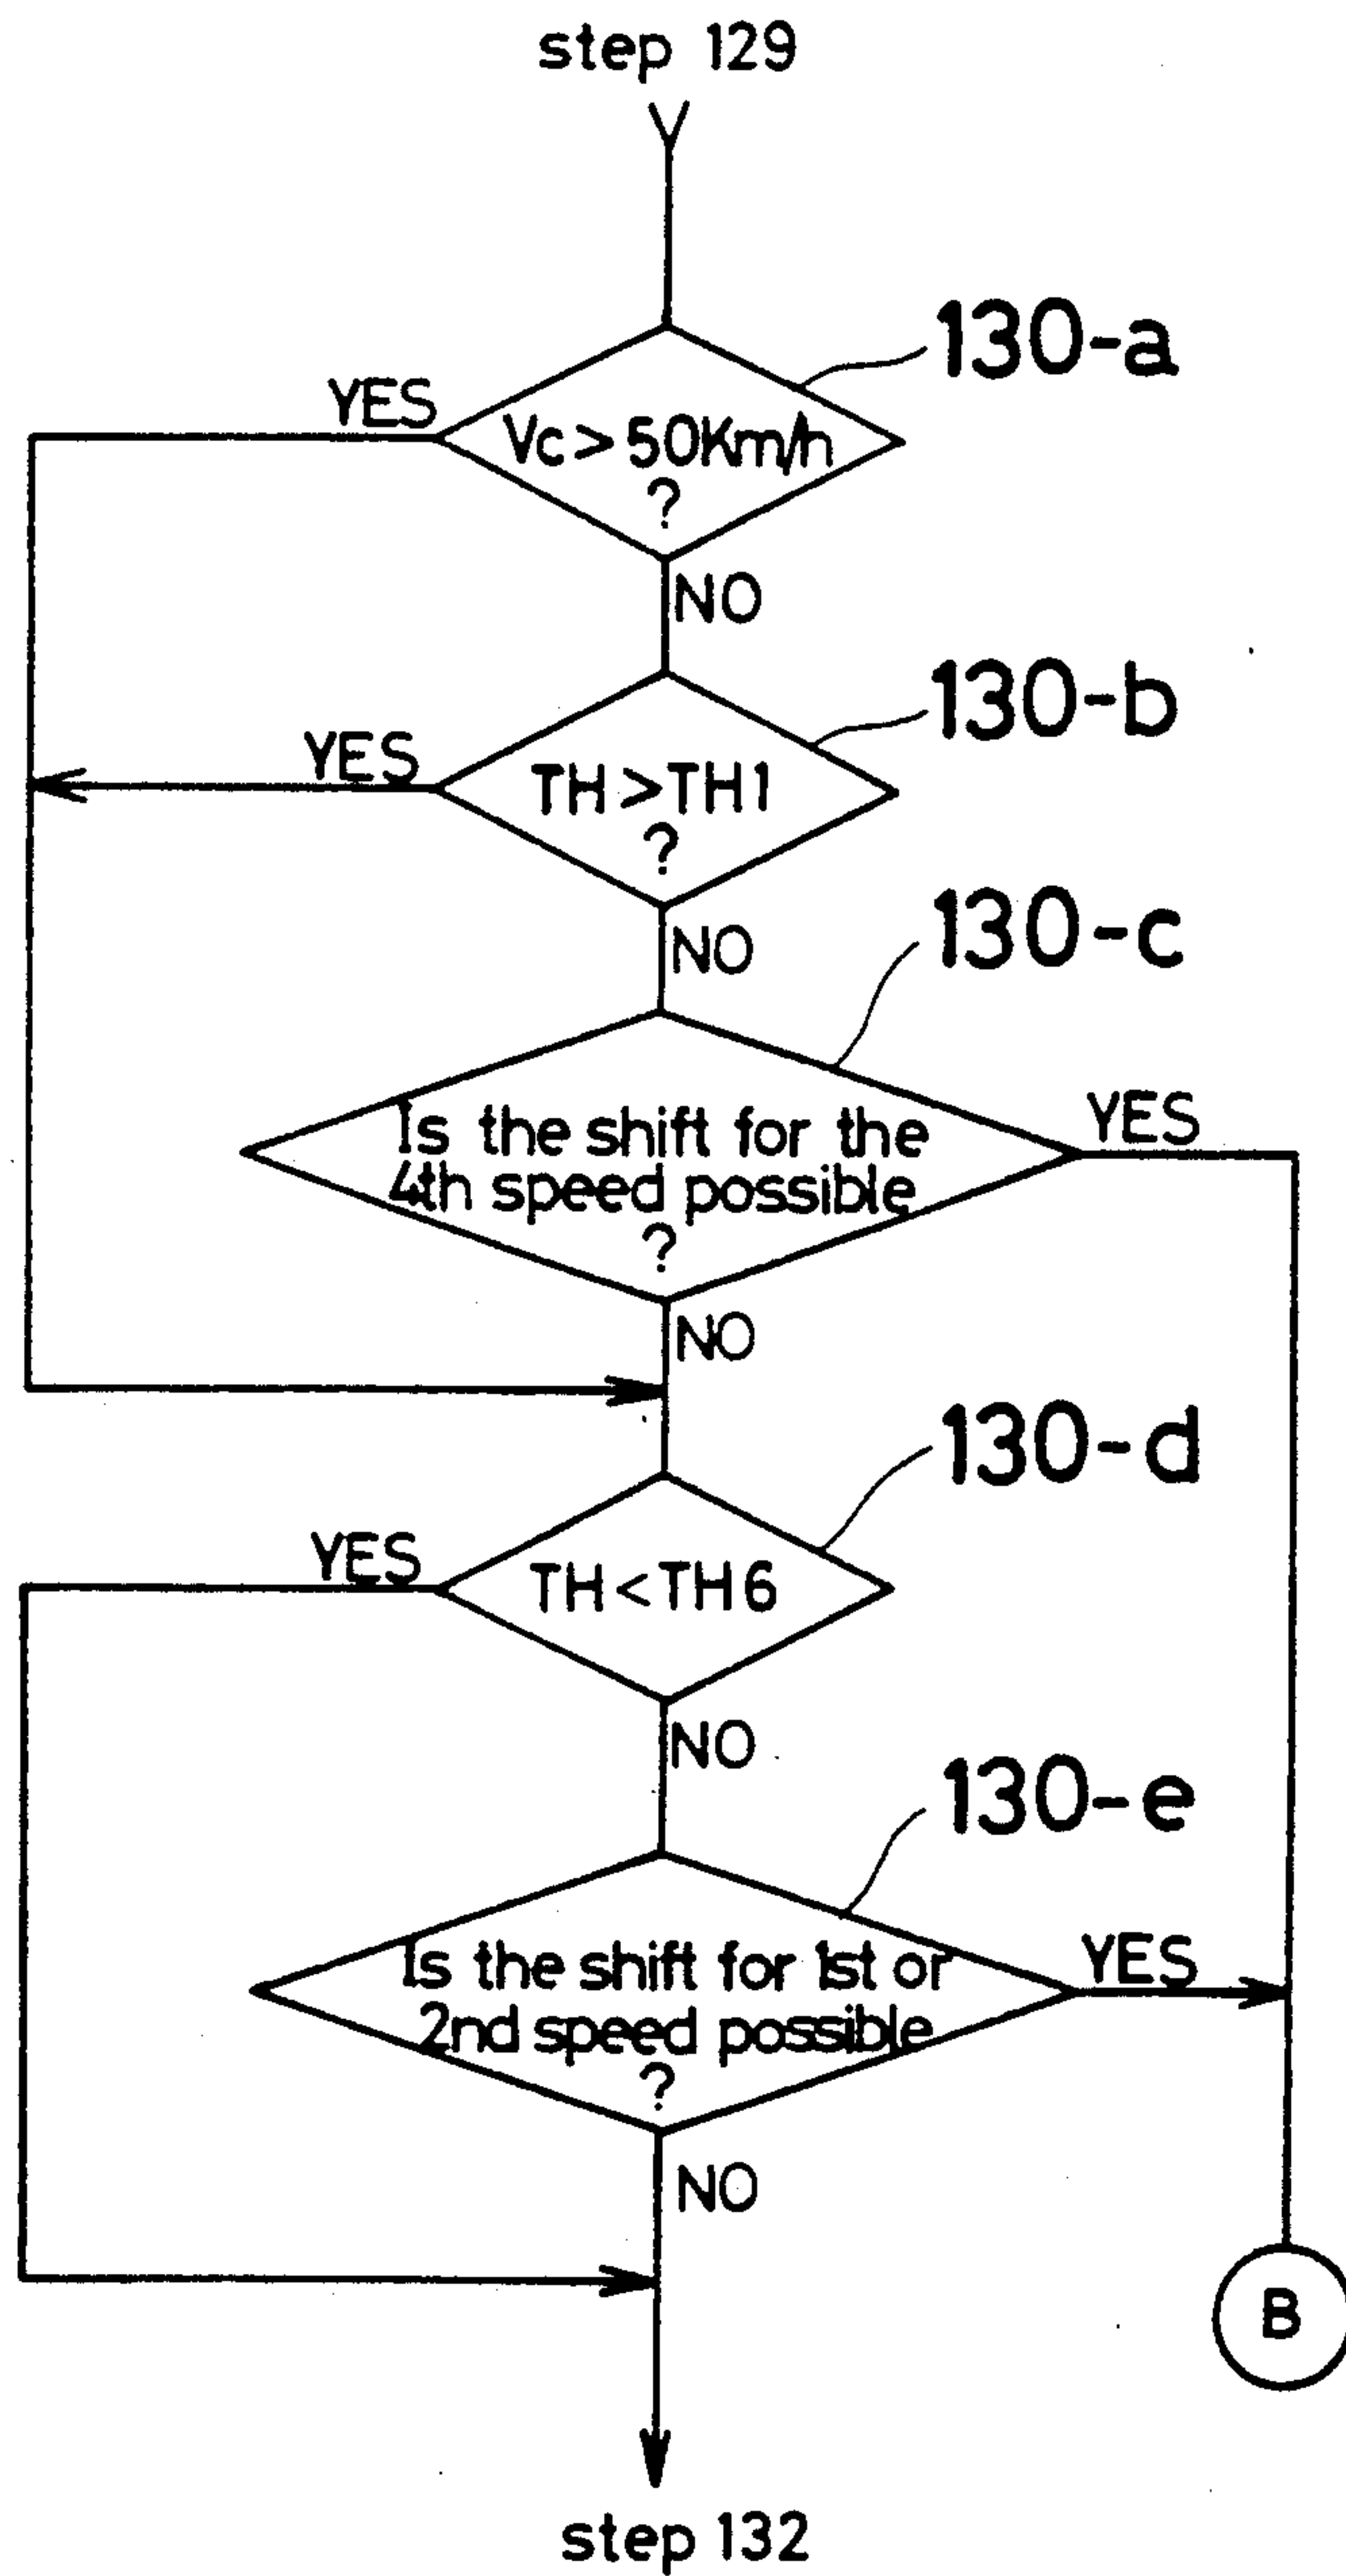 step 129
130-a
YES
Vc > 50Km/h
?
NO
130-b
YES
TH > TH1
?
NO
130-c
Is the shift for the
4th speed possible
?
YES
NO
130-d
YES
TH < TH6
NO
130-e
Is the shift for 1st or
2nd speed possible
?
YES
NO
B
step 132